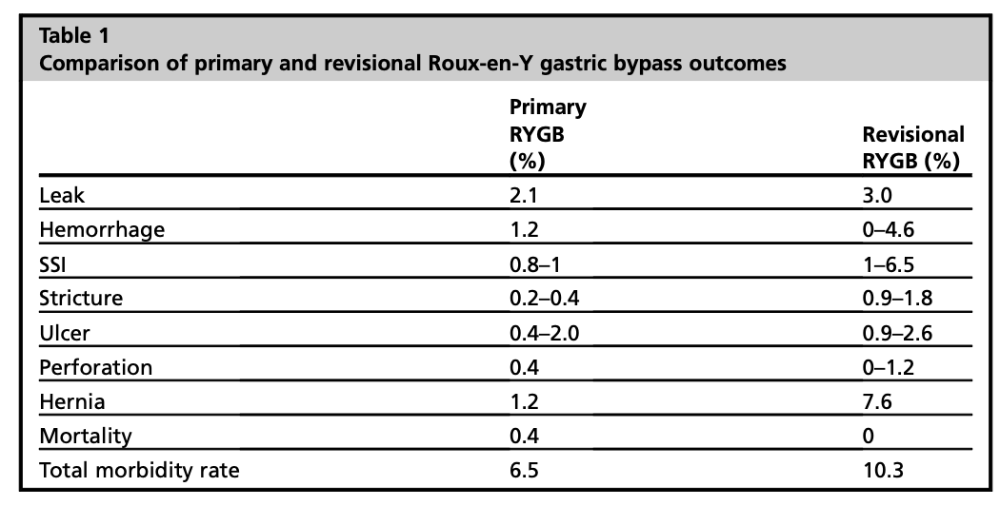 Table 1
Comparison of primary and revisional Roux-en-Y gastric bypass outcomes
Primary
RYGB
(%)
Revisional
RYGB (%)
Leak 2.1 3.0
Hemorrhage 1.2 0–4.6
SSI 0.8–1 1–6.5
Stricture 0.2–0.4 0.9–1.8
Ulcer 0.4–2.0 0.9–2.6
Perforation 0.4 0–1.2
Hernia 1.2 7.6
Mortality 0.4 0
Total morbidity rate 6.5 10.3